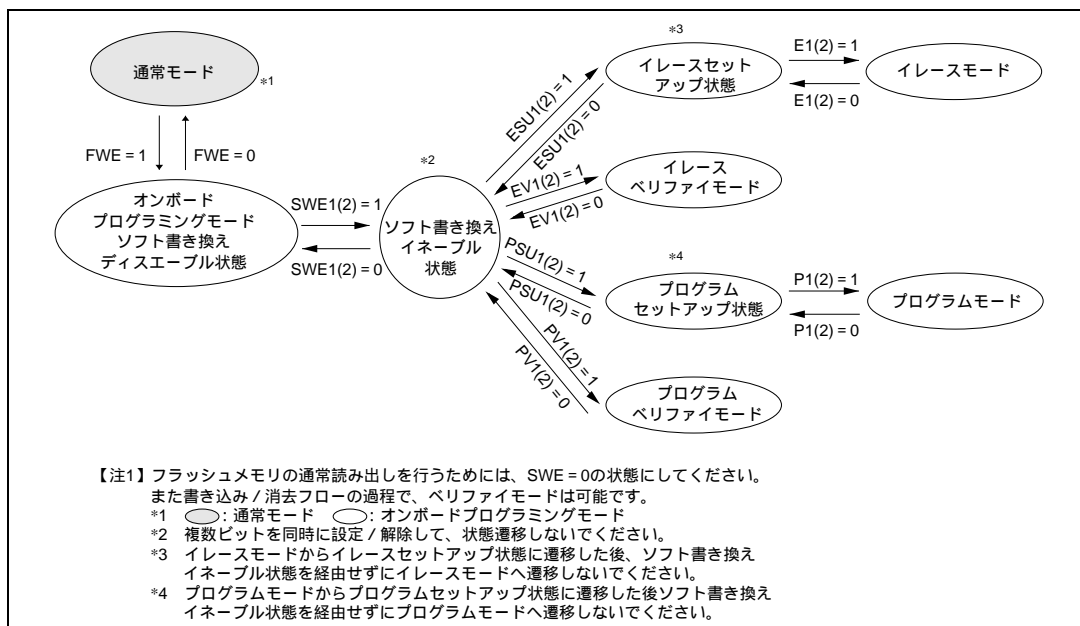 通常モード
*1
FWE = 1
FWE = 0
オンボード
プログラミングモード
ソフト書き換え
ディスエーブル状態
SWE1(2) = 1
SWE1(2) = 0
*2
ソフト書き換え
イネーブル
状態
ESU1(2) = 1
ESU1(2) = 0
*3
イレースセット
アップ状態
E1(2) = 1
E1(2) = 0
イレースモード
EV1(2) = 1
EV1(2) = 0
イレース
ベリファイモード
PSU1(2) = 1
PSU1(2) = 0
*4
プログラム
セットアップ状態
P1(2) = 1
P1(2) = 0
プログラムモード
PV1(2) = 1
PV1(2) = 0
プログラム
ベリファイモード
【注1】フラッシュメモリの通常読み出しを行うためには、SWE = 0の状態にしてください。
また書き込み / 消去フローの過程で、ベリファイモードは可能です。
*1 : 通常モード : オンボードプログラミングモード
*2 複数ビットを同時に設定 / 解除して、状態遷移しないでください。
*3 イレースモードからイレースセットアップ状態に遷移した後、ソフト書き換え
イネーブル状態を経由せずにイレースモードへ遷移しないでください。
*4 プログラムモードからプログラムセットアップ状態に遷移した後ソフト書き換え
イネーブル状態を経由せずにプログラムモードへ遷移しないでください。